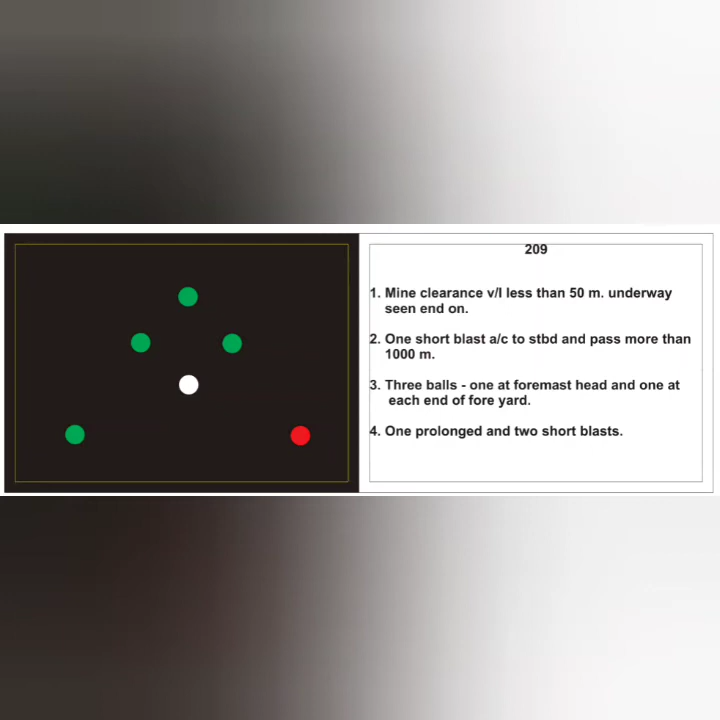 209
1. Mine clearance v/l less than 50 m. underway
seen end on.
2. One short blast a/c to stbd and pass more than
1000 m.
3. Three balls - one at foremast head and one at
each end of fore yard.
4. One prolonged and two short blasts.